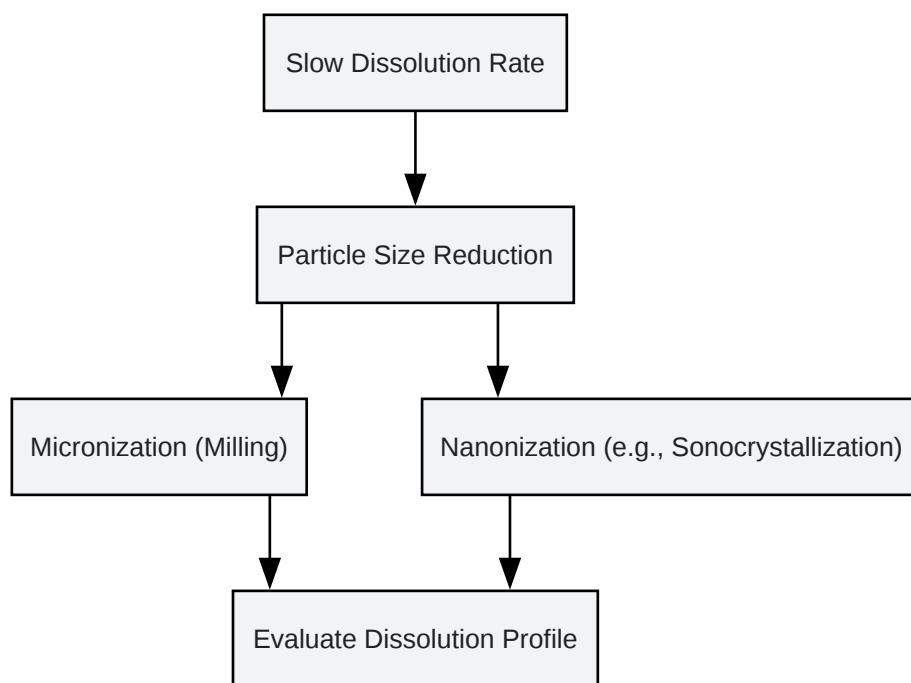 Slow Dissolution Rate
Particle Size Reduction
Micronization (Milling)
Nanonization (e.g., Sonocrystallization)
Evaluate Dissolution Profile